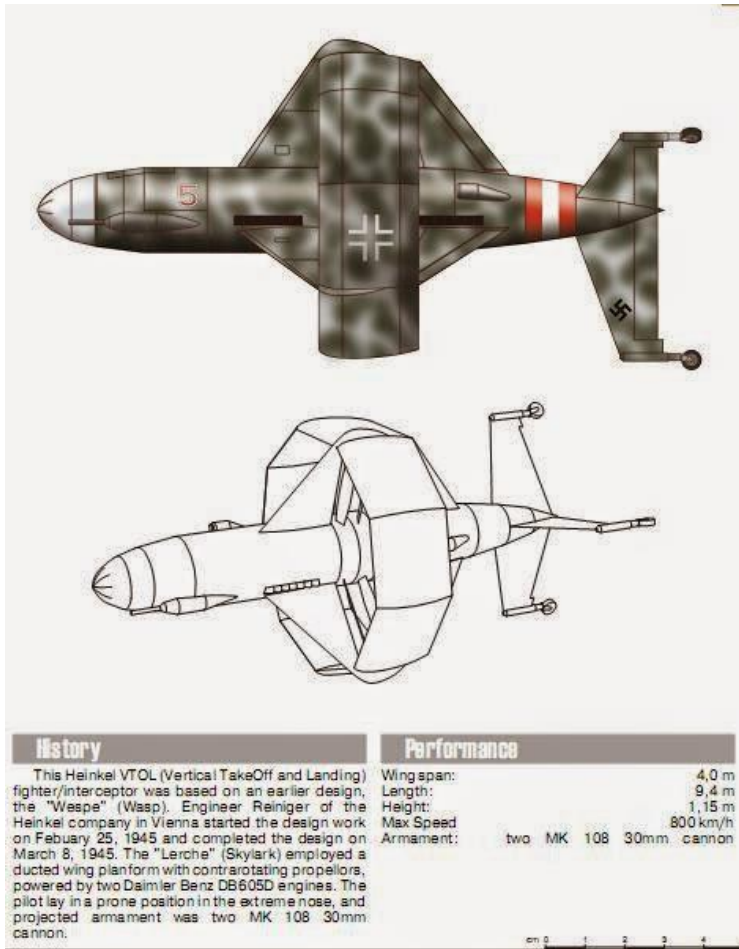 5
History
This Heinkel VTOL (Vertical TakeOff and Landing)
fighter/interceptor was based on an earlier design,
the "Wespe" (Wasp). Engineer Reiniger of the
Heinkel company in Vienna started the design work
on Febuary 25, 1945 and completed the design on
March 8, 1945. The "Lerche" (Skylark) employed a
ducted wing planform with contrarotating propellors,
powered by two Daimler Benz DB605D engines. The
pilot lay in a prone position in the extreme nose, and
projected armament was two MK 108 30mm
cannon.
Performance
Wingspan: 4,0 m
Length: 9,4 m
Height: 1,15 m
Max Speed 800 km/h
Armament: two MK 108 30mm cannon
cm 0 1 2 3 4